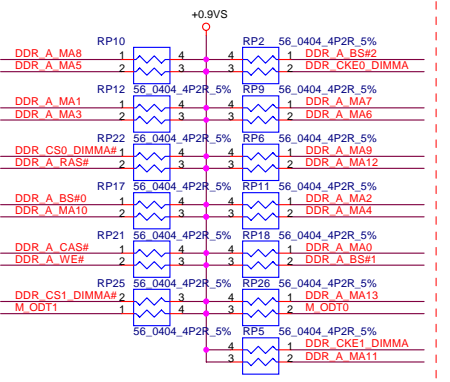 +0.9VS
RP10 RP2 56_0404_4P2R_5%
DDR_A_MA8 1 4 4 1 DDR_A_BS#2
DDR_A_MA5 2 3 3 2 DDR_CKE0_DIMMA
RP12 56_0404_4P2R_5% RP9 56_0404_4P2R_5%
DDR_A_MA1 1 4 4 1 DDR_A_MA7
DDR_A_MA3 2 3 3 2 DDR_A_MA6
RP22 56_0404_4P2R_5% RP6 56_0404_4P2R_5%
DDR_CS0_DIMMA# 1 4 4 1 DDR_A_MA9
DDR_A_RAS# 2 3 3 2 DDR_A_MA12
RP17 56_0404_4P2R_5% RP11 56_0404_4P2R_5%
DDR_A_BS#0 1 4 4 1 DDR_A_MA2
DDR_A_MA10 2 3 3 2 DDR_A_MA4
RP21 56_0404_4P2R_5% RP18 56_0404_4P2R_5%
DDR_A_CAS# 1 4 4 1 DDR_A_MA0
DDR_A_WE# 2 3 3 2 DDR_A_BS#1
RP25 56_0404_4P2R_5% RP26 56_0404_4P2R_5%
DDR_CS1_DIMMA# 2 3 4 1 DDR_A_MA13
M_ODT1 1 4 3 2 M_ODT0
56_0404_4P2R_5% RP5 56_0404_4P2R_5%
4 1 DDR_CKE1_DIMMA
3 2 DDR_A_MA11